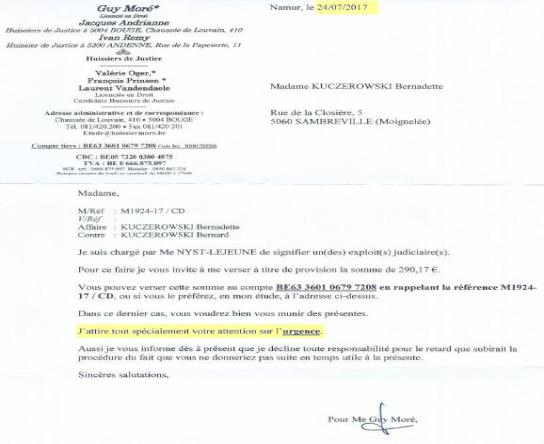 Guy Moré*
Licencié en Droit
Jacques Andrianne
Huissiers de Justice à 5004 BOUGE, Chaussée de Louvain, 410
Ivan Remy
Huissier de Justice à 5300 ANDENNE, Rue de la Papeterie, 11
Huissiers de Justice
Valérie Oger,*
François Prinsen *
Laurent Vandendaele
Licenciés en Droit
Candidats Huissiers de Justice
Adresse administrative et de correspondance :
Chaussée de Louvain, 410 • 5004 BOUGE
Tél. 081/420.200 • Fax 081/420 201
Etude@huissiermore.be
Compte tiers : BE63 3601 0679 7208
CBC : BE05 7320 0380 4875
TVA : BE 0 666.875.097
Namur, le 24/07/2017
Madame KUCZEROWSKI Bernadette
Rue de la Closière, 5
5060 SAMBREVILLE (Moignelée)
Madame,
M/Réf : M1924-17 / CD
V/Réf :
Affaire : KUCZEROWSKI Bernadette
Contre : KUCZEROWSKI Bernard
Je suis chargé par Me NYST-LEJEUNE de signifier un(des) exploit(s) judiciaire(s).
Pour ce faire je vous invite à me verser à titre de provision la somme de 290,17 €.
Vous pouvez verser cette somme au compte BE63 3601 0679 7208 en rappelant la référence M1924-
17 / CD, ou si vous le préférez, en mon étude, à l'adresse ci-dessus.
Dans ce dernier cas, vous voudrez bien vous munir des présentes.
J'attire tout spécialement votre attention sur l'urgence.
Aussi je vous informe dès à présent que je décline toute responsabilité pour le retard que subirait la
procédure du fait que vous ne donneriez pas suite en temps utile à la présente.
Sincères salutations,
Pour Me Guy Moré,